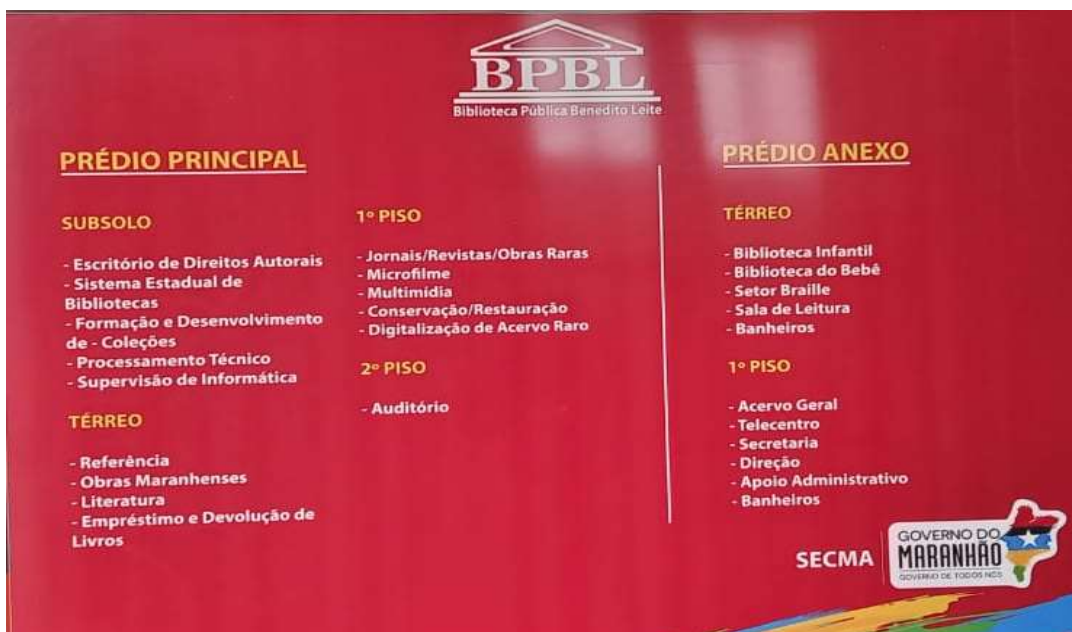 BPBL
Biblioteca Pública Benedito Leite
PRÉDIO PRINCIPAL
SUBSOLO
- Escritório de Direitos Autorais
- Sistema Estadual de
Bibliotecas
- Formação e Desenvolvimento
de - Coleções
- Processamento Técnico
- Supervisão de Informática
TÉRREO
- Referência
- Obras Maranhenses
- Literatura
- Empréstimo e Devolução de
Livros
1º PISO
- Jornais/Revistas/Obras Raras
- Microfilme
- Multimídia
- Conservação/Restauração
- Digitalização de Acervo Raro
2º PISO
- Auditório
PRÉDIO ANEXO
TÉRREO
- Biblioteca Infantil
- Biblioteca do Bebê
- Setor Braille
- Sala de Leitura
- Banheiros
1º PISO
- Acervo Geral
- Telecentro
- Secretaria
- Direção
- Apoio Administrativo
- Banheiros
SECMA
GOVERNO DO
MARANHÃO
GOVERNO DE TODOS NÓS